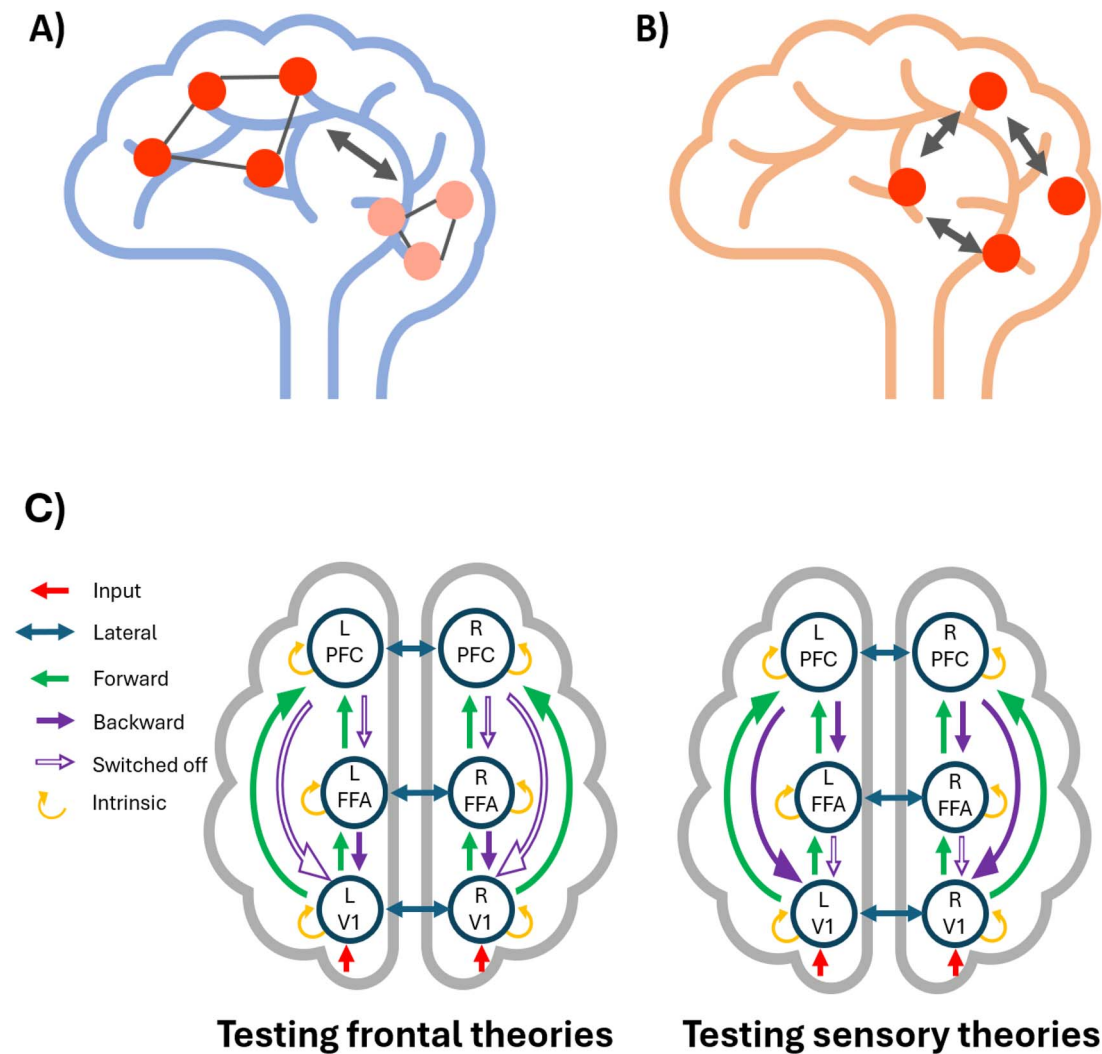 A)
B)
C)
Input
Lateral
Forward
Backward
Switched off
Intrinsic
L
PFC
R
PFC
L
FFA
R
FFA
L
V1
R
V1
Testing frontal theories
L
PFC
R
PFC
L
FFA
R
FFA
L
V1
R
V1
Testing sensory theories